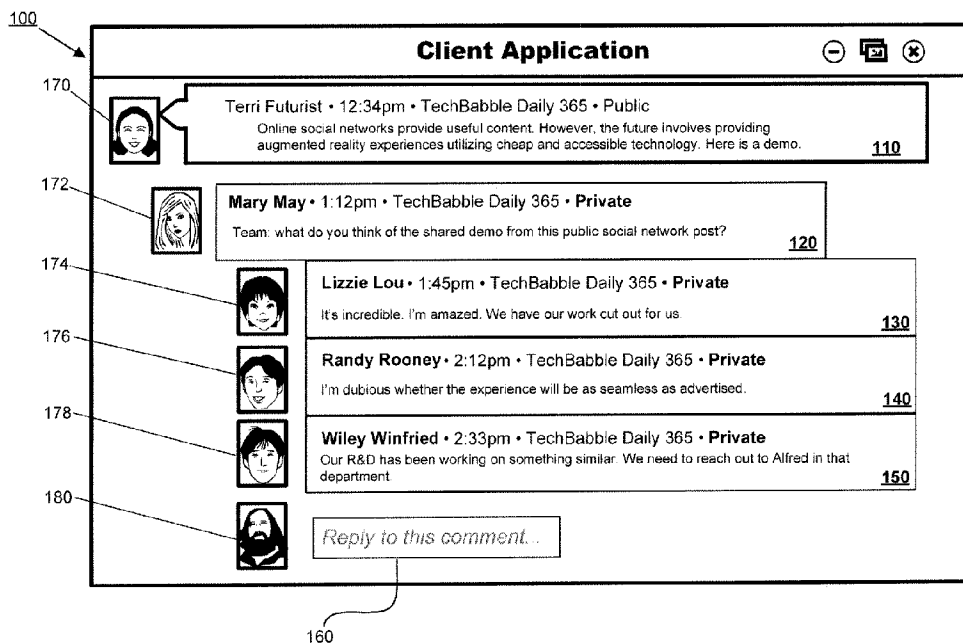 100
Client Application
170
Terri Futurist • 12:34pm • TechBabble Daily 365 • Public
Online social networks provide useful content. However, the future involves providing
augmented reality experiences utilizing cheap and accessible technology. Here is a demo.
110
172
Mary May • 1:12pm • TechBabble Daily 365 • Private
Team: what do you think of the shared demo from this public social network post?
120
174
Lizzie Lou • 1:45pm • TechBabble Daily 365 • Private
It's incredible. I'm amazed. We have our work cut out for us.
130
176
Randy Rooney • 2:12pm • TechBabble Daily 365 • Private
I'm dubious whether the experience will be as seamless as advertised.
140
178
Wiley Winfried • 2:33pm • TechBabble Daily 365 • Private
Our R&D has been working on something similar. We need to reach out to Alfred in that
department
150
180
Reply to this comment...
160